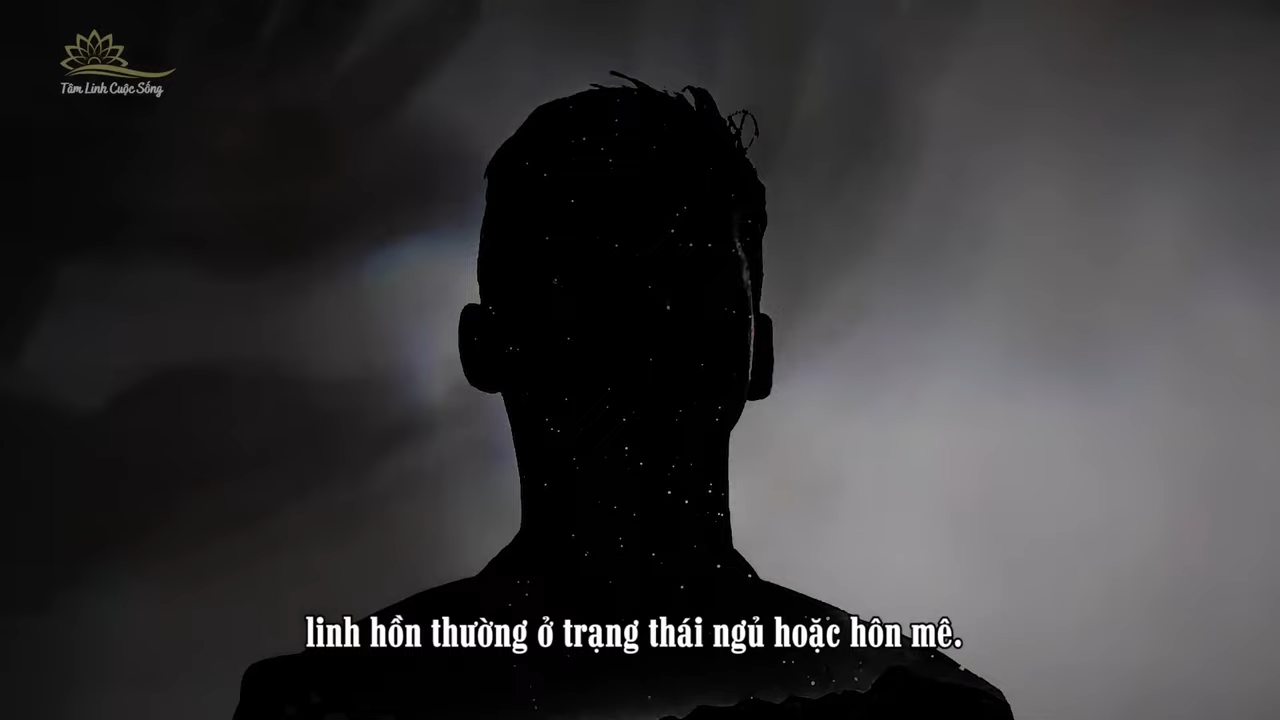 Tâm Linh Cuộc Sống
linh hồn thường ở trạng thái ngủ hoặc hôn mê.